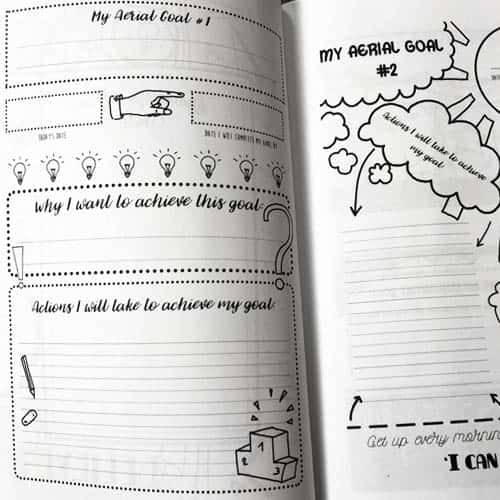 My Aerial Goal #1
TODAY'S DATE
DATE I WILL COMPLETE MY GOAL BY
Why I want to achieve this goal:
?
!
Actions I will take to achieve my goal:
1
2
3
MY AERIAL GOAL
#2
Actions I will take to achieve
my goal
Get up every mornin
"I CAN